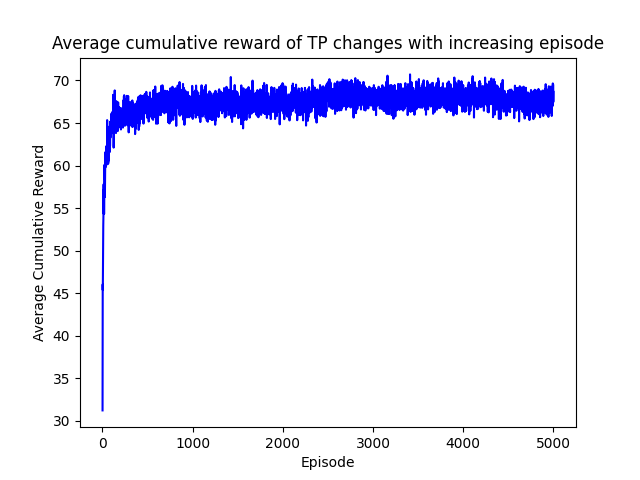 Average cumulative reward of TP changes with increasing episode
70
65
60
55
50
45
40
35
30
Average Cumulative Reward
0 1000 2000 3000 4000 5000
Episode